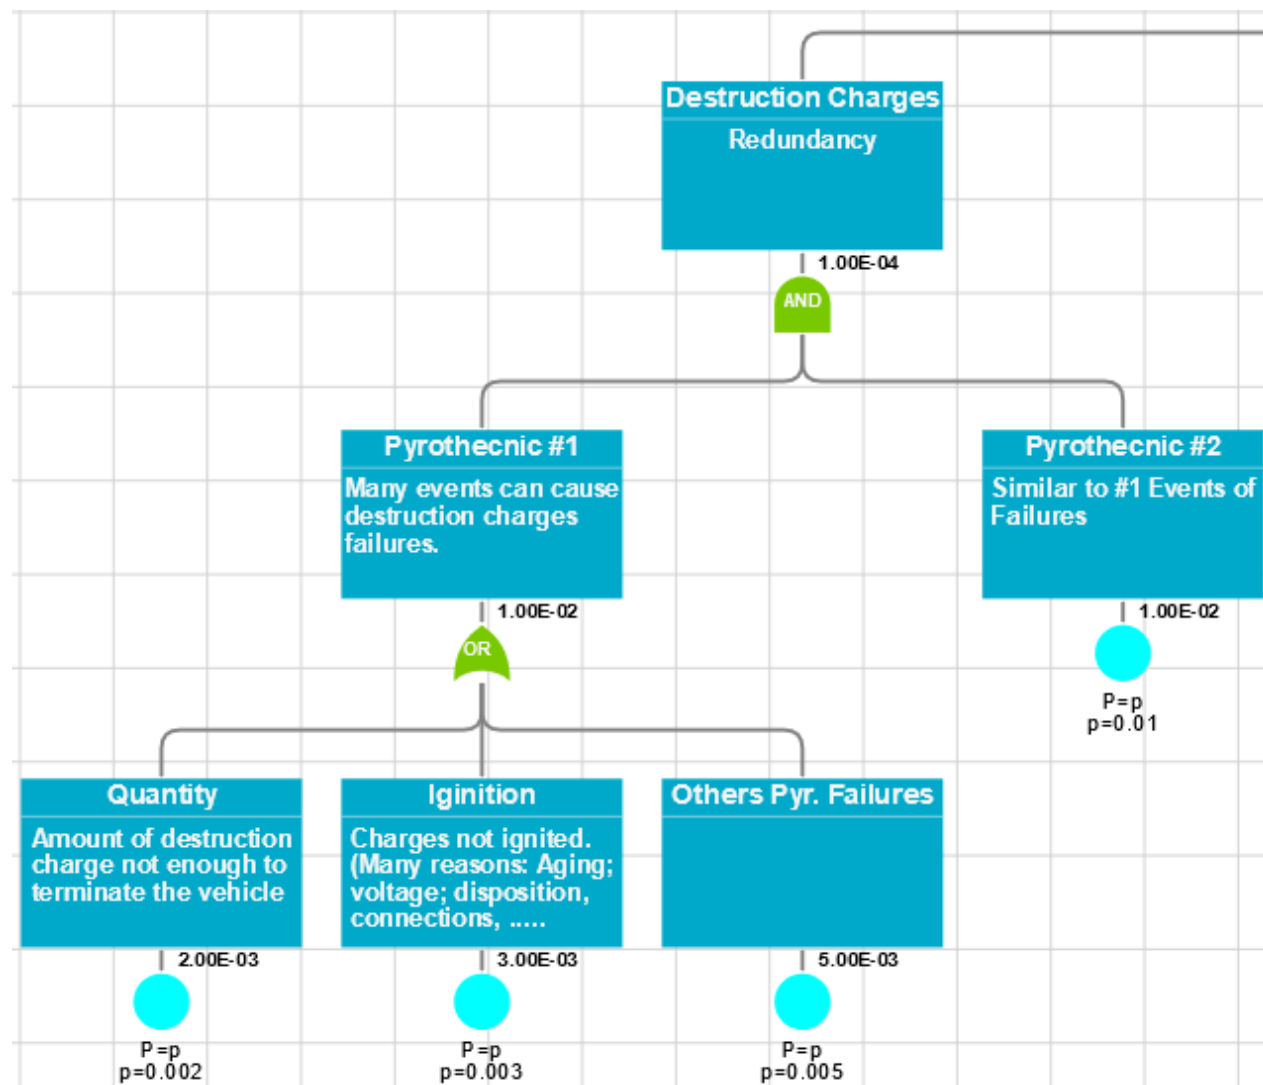 Destruction Charges
Redundancy
1.00E-04
AND
Pyrothecnic #1
Many events can cause
destruction charges
failures.
1.00E-02
OR
Pyrothecnic #2
Similar to #1 Events of
Failures
1.00E-02
P=p
p=0.01
Quantity
Amount of destruction
charge not enough to
terminate the vehicle
2.00E-03
P=p
p=0.002
Iginition
Charges not ignited.
(Many reasons: Aging;
voltage; disposition,
connections, .....
3.00E-03
P=p
p=0.003
Others Pyr. Failures
5.00E-03
P=p
p=0.005